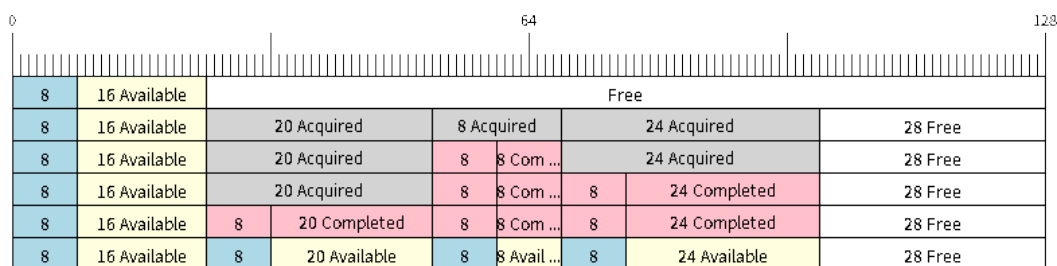 0 64 128
8 16 Available Free
8 16 Available 20 Acquired 8 Acquired 24 Acquired 28 Free
8 16 Available 20 Acquired 8 8 Com ... 24 Acquired 28 Free
8 16 Available 20 Acquired 8 8 Com ... 8 24 Completed 28 Free
8 16 Available 8 20 Completed 8 8 Com ... 8 24 Completed 28 Free
8 16 Available 8 20 Available 8 8 Avail ... 8 24 Available 28 Free